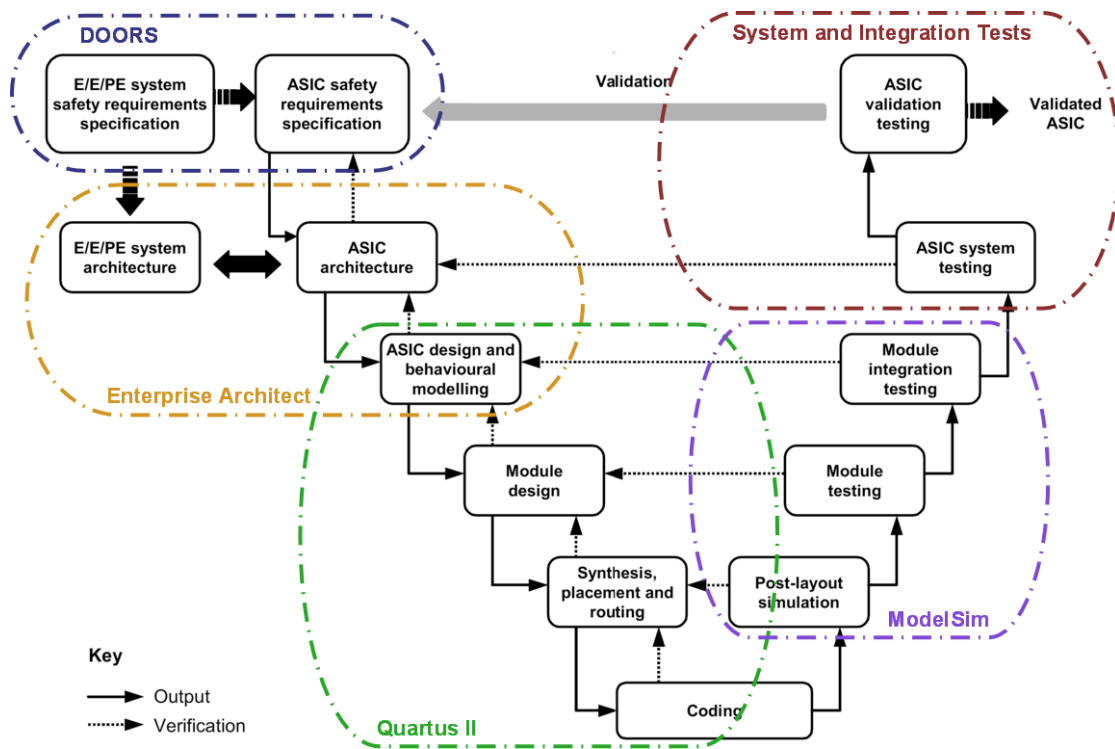 DOORS
System and Integration Tests
E/E/PE system
safety requirements
specification
ASIC safety
requirements
specification
Validation
ASIC
validation
testing
Validated
ASIC
E/E/PE system
architecture
ASIC
architecture
ASIC system
testing
ASIC design and
behavioural
modelling
Module
integration
testing
Enterprise Architect
Module
design
Module
testing
Synthesis,
placement and
routing
Post-layout
simulation
ModelSim
Key
Output
Verification
Coding
Quartus II